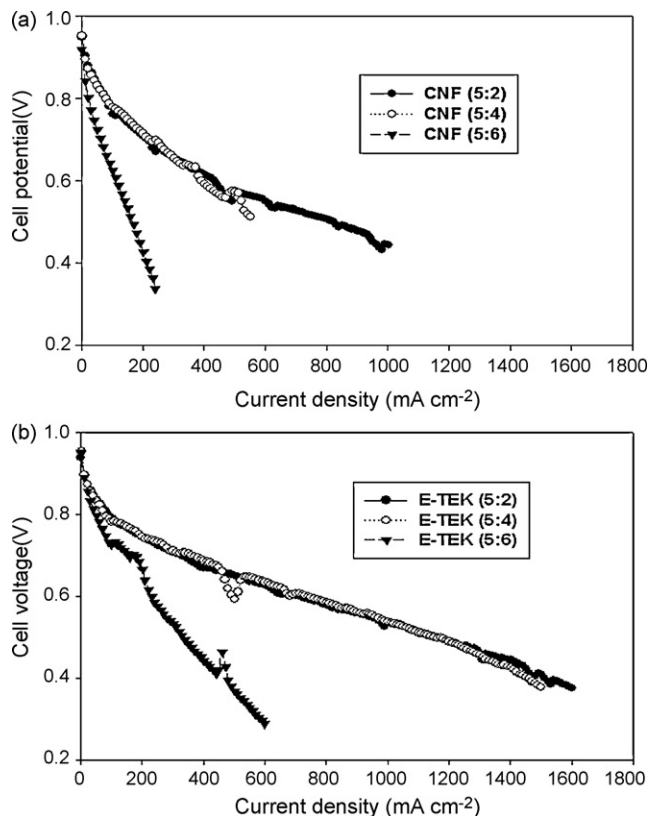 (a)
1.0
0.8
0.6
0.4
0.2
Cell potential(V)
CNF (5:2)
CNF (5:4)
CNF (5:6)
0 200 400 600 800 1000 1200 1400 1600 1800
Current density (mA cm-2)
(b)
1.0
0.8
0.6
0.4
0.2
Cell voltage(V)
E-TEK (5:2)
E-TEK (5:4)
E-TEK (5:6)
0 200 400 600 800 1000 1200 1400 1600 1800
Current density (mA cm-2)